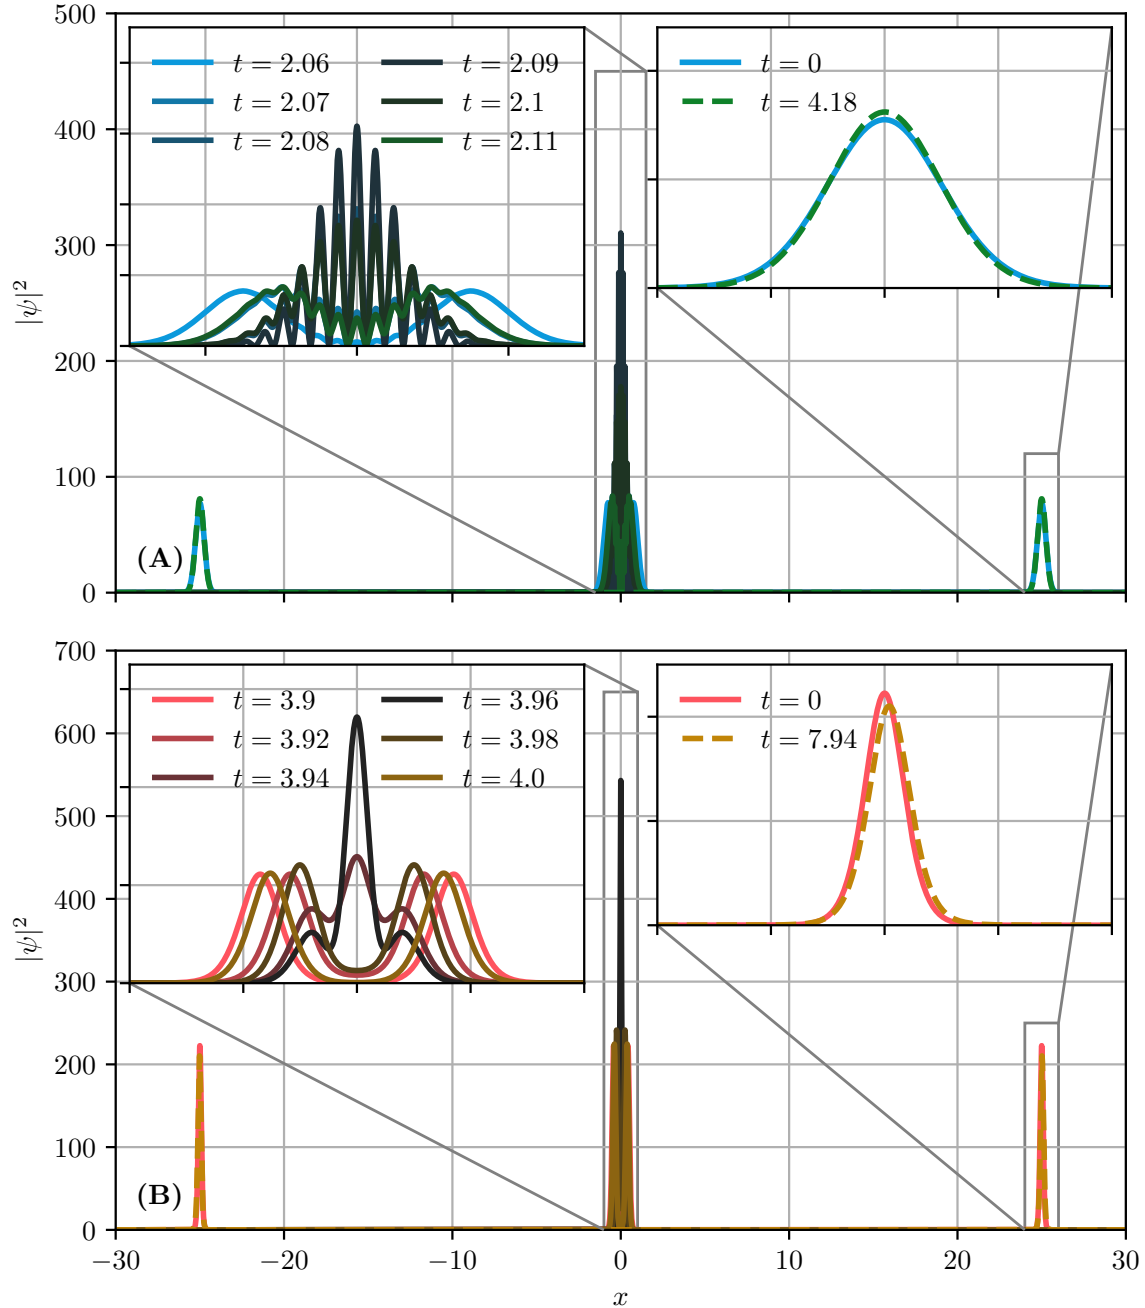 500
400
300
200
100
0
|ψ|²
t = 2.06
t = 2.07
t = 2.08
t = 2.09
t = 2.1
t = 2.11
t = 0
t = 4.18
(A)
700
600
500
400
300
200
100
0
|ψ|²
t = 3.9
t = 3.92
t = 3.94
t = 3.96
t = 3.98
t = 4.0
t = 0
t = 7.94
(B)
−30 −20 −10 0 10 20 30
x